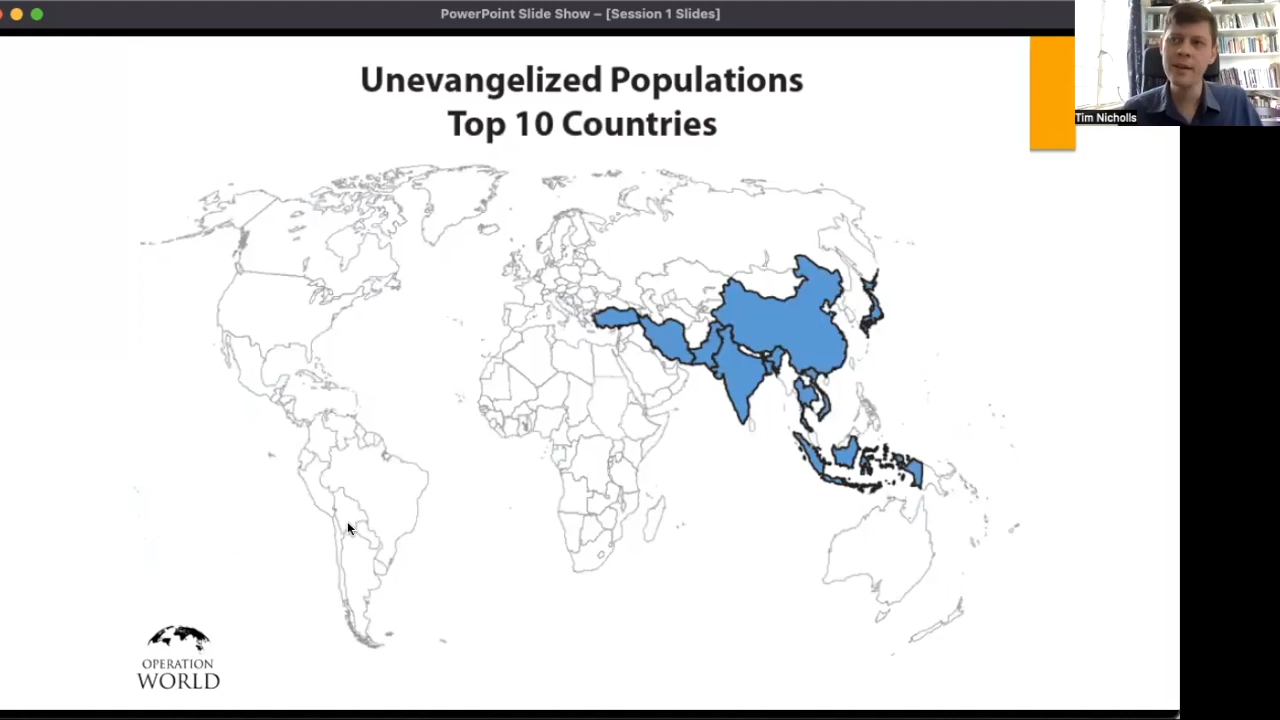 PowerPoint Slide Show – [Session 1 Slides]
Unevangelized Populations
Top 10 Countries
Tim Nicholls
OPERATION
WORLD